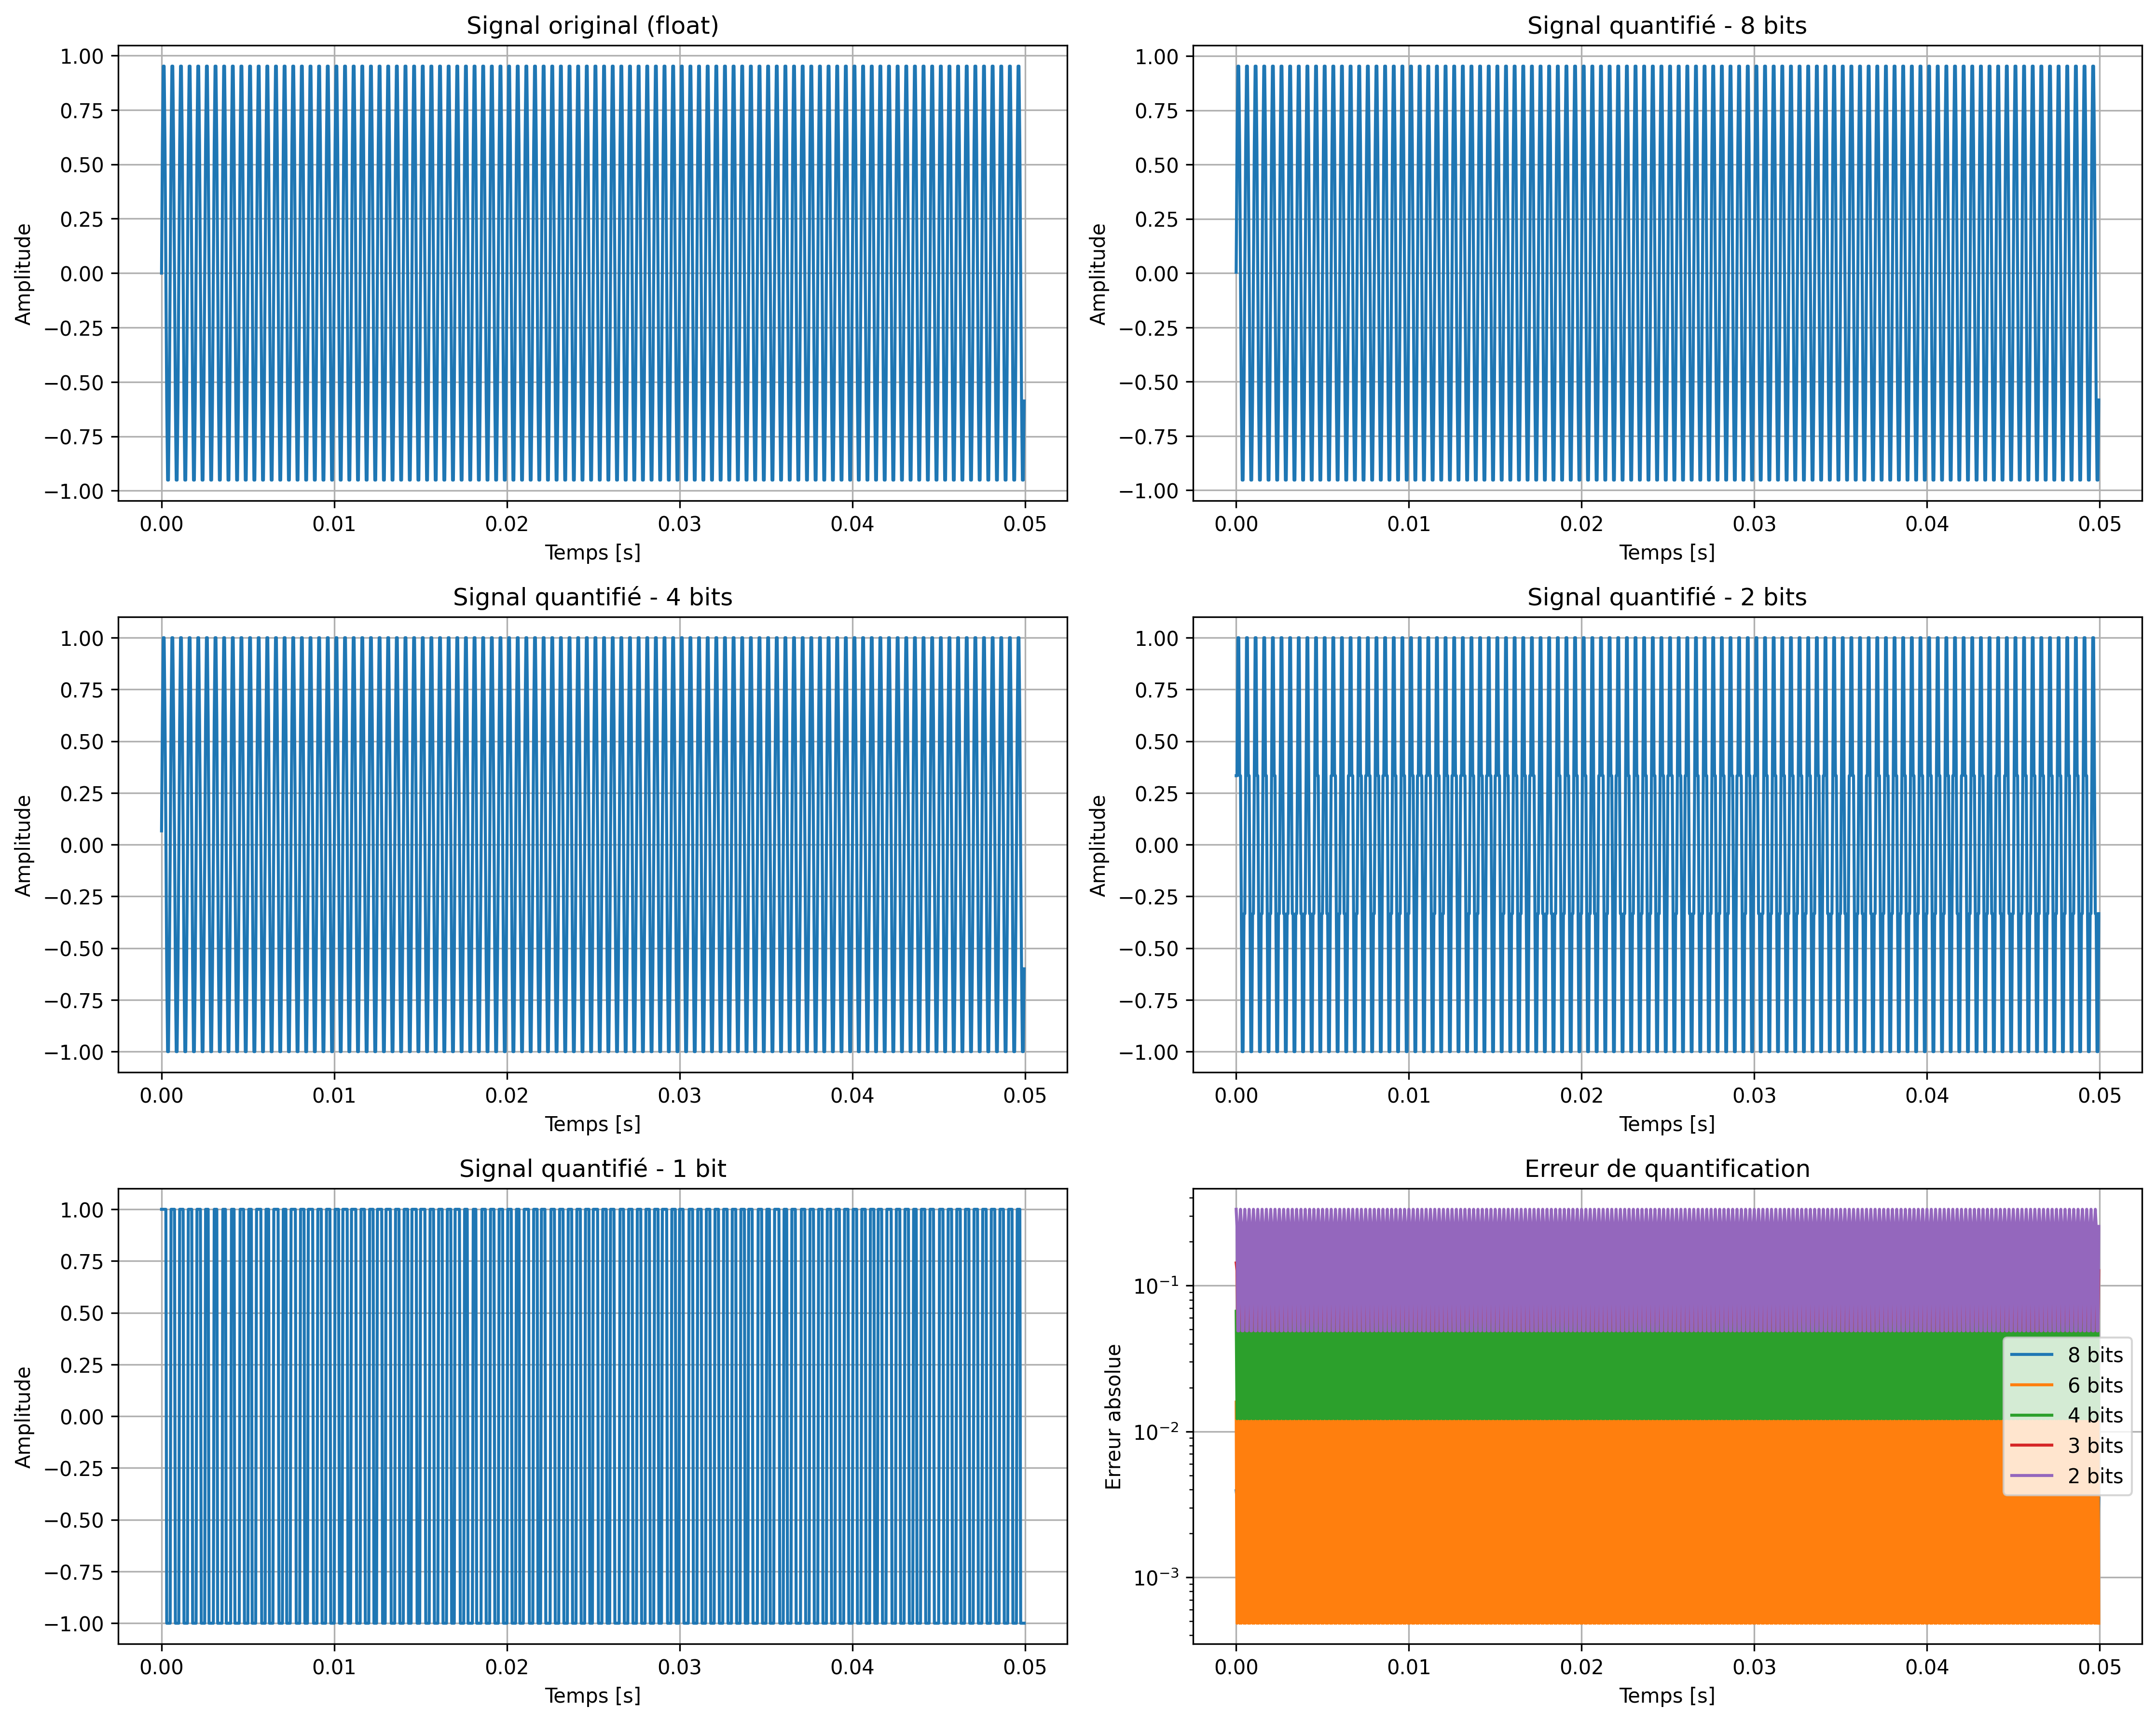 Signal original (float)
Amplitude
1.00
0.75
0.50
0.25
0.00
−0.25
−0.50
−0.75
−1.00
0.00 0.01 0.02 0.03 0.04 0.05
Temps [s]
Signal quantifié - 8 bits
Amplitude
1.00
0.75
0.50
0.25
0.00
−0.25
−0.50
−0.75
−1.00
0.00 0.01 0.02 0.03 0.04 0.05
Temps [s]
Signal quantifié - 4 bits
Amplitude
1.00
0.75
0.50
0.25
0.00
−0.25
−0.50
−0.75
−1.00
0.00 0.01 0.02 0.03 0.04 0.05
Temps [s]
Signal quantifié - 2 bits
Amplitude
1.00
0.75
0.50
0.25
0.00
−0.25
−0.50
−0.75
−1.00
0.00 0.01 0.02 0.03 0.04 0.05
Temps [s]
Signal quantifié - 1 bit
Amplitude
1.00
0.75
0.50
0.25
0.00
−0.25
−0.50
−0.75
−1.00
0.00 0.01 0.02 0.03 0.04 0.05
Temps [s]
Erreur de quantification
Erreur absolue
10⁻¹
10⁻²
10⁻³
8 bits
6 bits
4 bits
3 bits
2 bits
0.00 0.01 0.02 0.03 0.04 0.05
Temps [s]